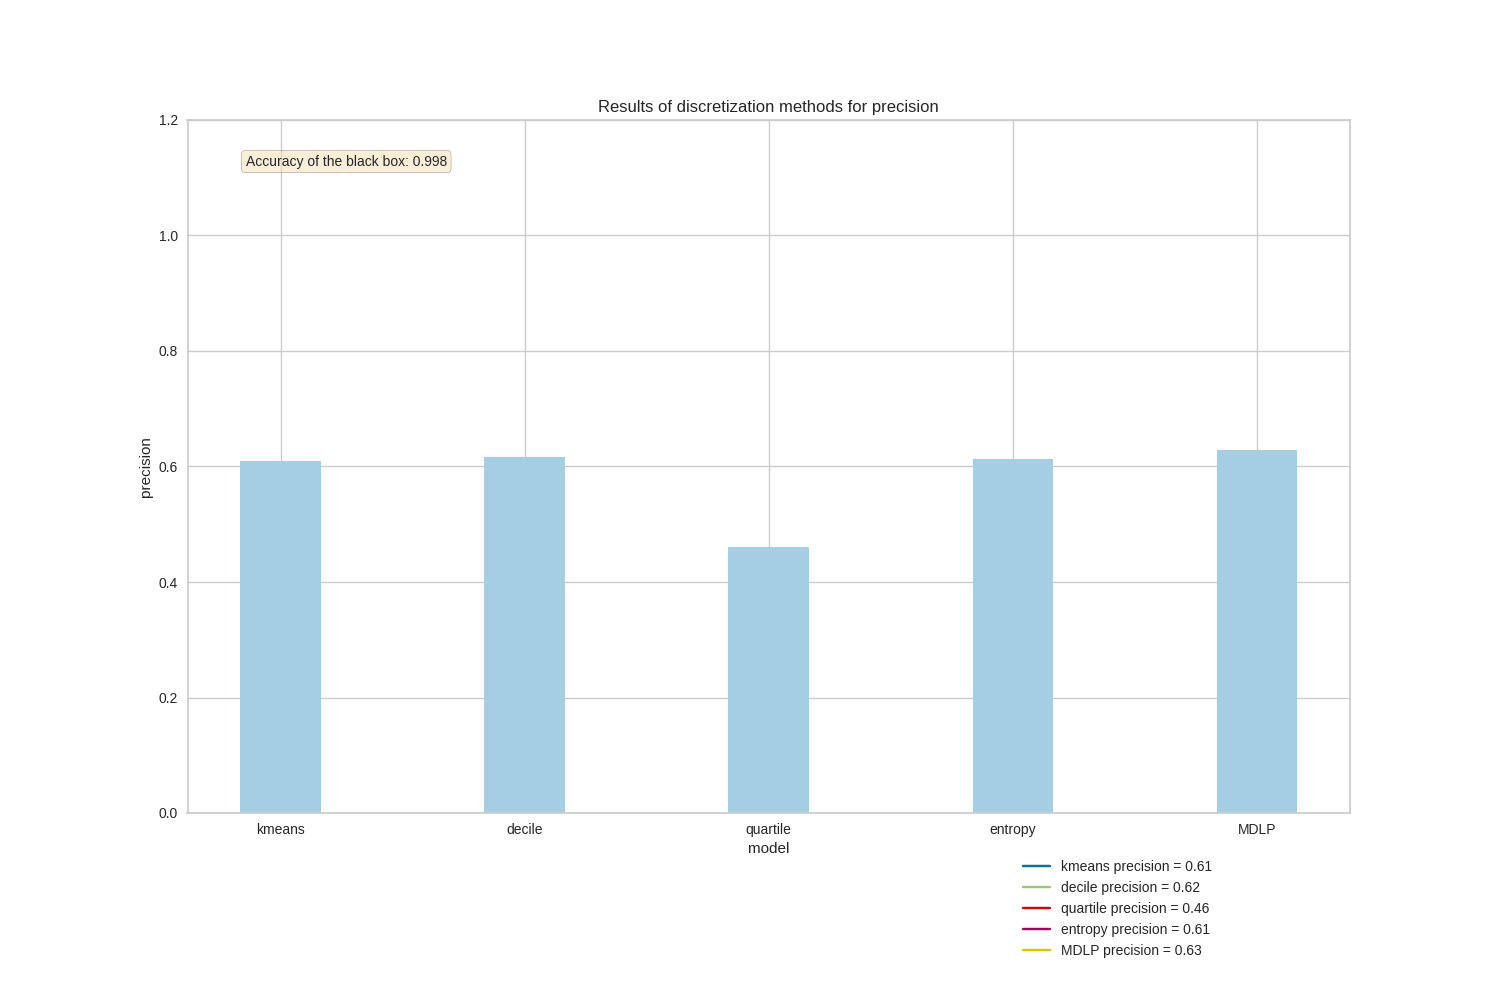 Results of discretization methods for precision
1.2
Accuracy of the black box: 0.998
1.0
0.8
precision
0.6
0.4
0.2
0.0
kmeans decile quartile entropy MDLP
model
kmeans precision = 0.61
decile precision = 0.62
quartile precision = 0.46
entropy precision = 0.61
MDLP precision = 0.63